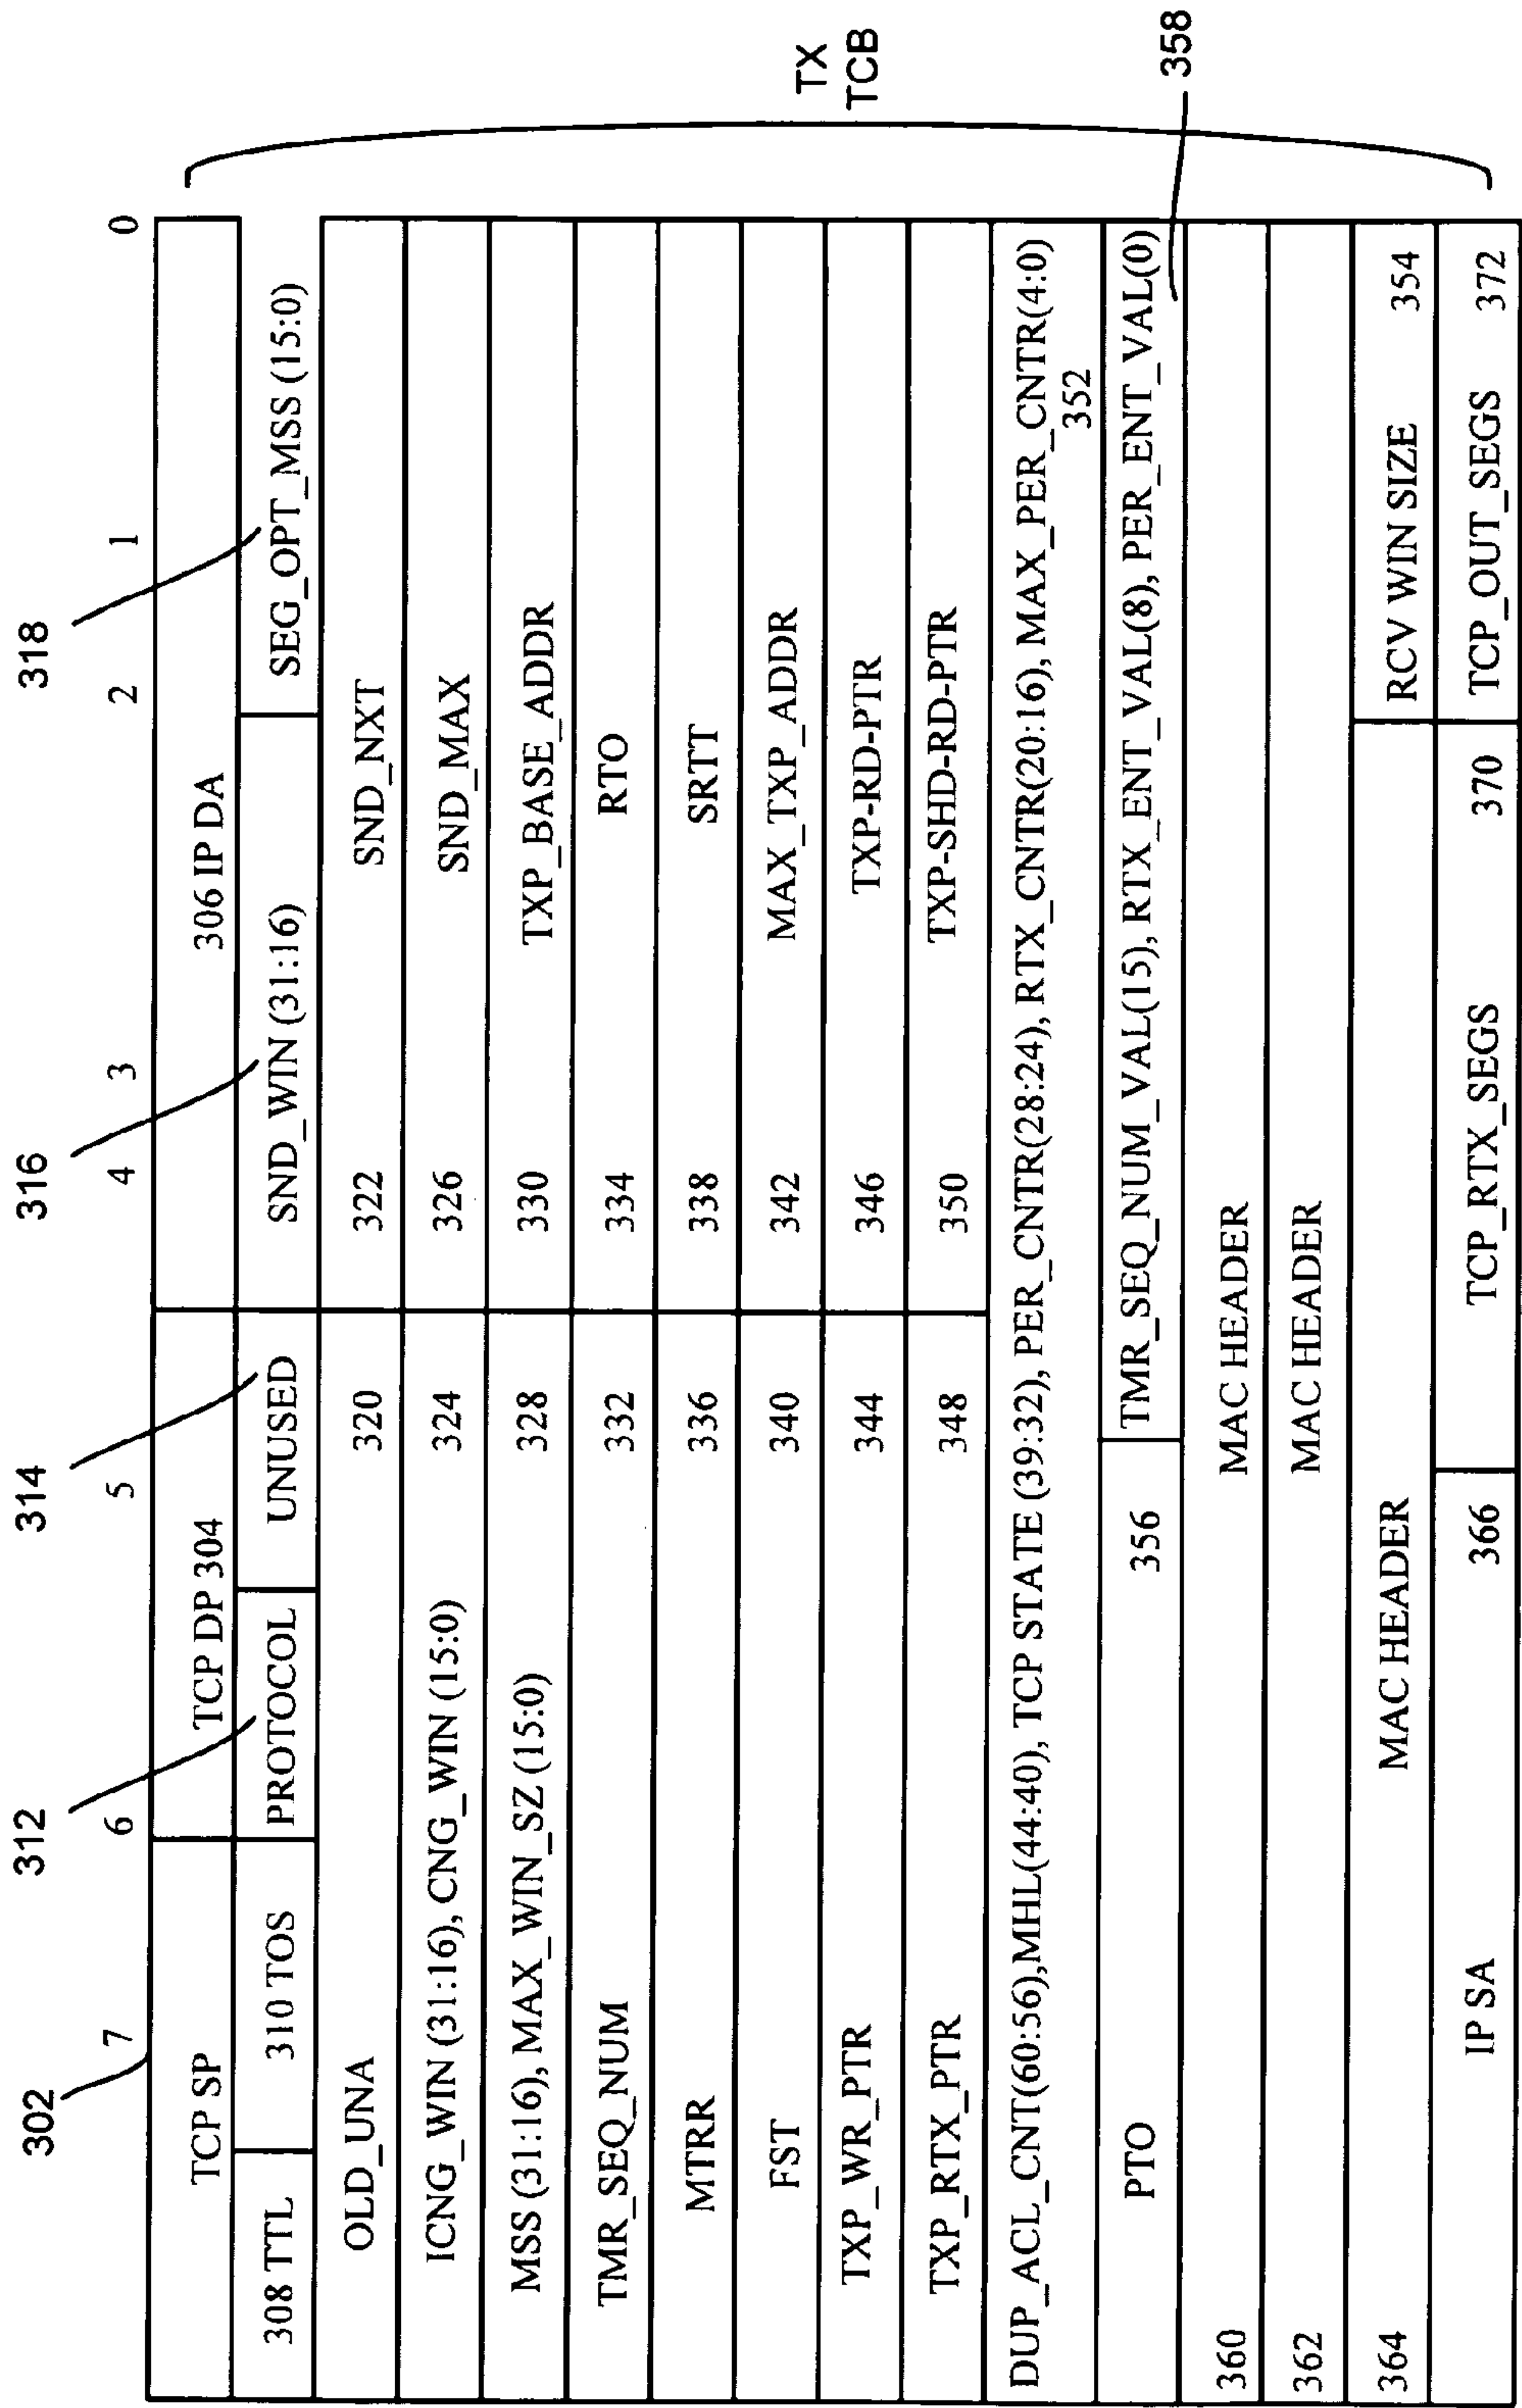 302 312 314 316 318
7 6 5 4 3 2 1 0
TCP SP TCP DP 304 306 IP DA
308 TTL 310 TOS PROTOCOL UNUSED SND_WIN (31:16) SEG_OPT_MSS (15:0)
OLD_UNA 320 322 SND_NXT
ICNG_WIN (31:16), CNG_WIN (15:0) 324 326 SND_MAX
MSS (31:16), MAX_WIN_SZ (15:0) 328 330 TXP_BASE_ADDR
TMR_SEQ_NUM 332 334 RTO
MTRR 336 338 SRTT
FST 340 342 MAX_TXP_ADDR
TXP_WR_PTR 344 346 TXP-RD-PTR
TXP_RTX_PTR 348 350 TXP-SHD-RD-PTR
DUP_ACL_CNT(60:56),MHL(44:40), TCP STATE (39:32), PER_CNTR(28:24), RTX_CNTR(20:16), MAX_PER_CNTR(4:0)
352
PTO 356 TMR_SEQ_NUM_VAL(15), RTX_ENT_VAL(8), PER_ENT_VAL(0)
360 MAC HEADER
362 MAC HEADER
364 MAC HEADER RCV WIN SIZE 354
IP SA 366 TCP_RTX_SEGS 370 TCP_OUT_SEGS 372
TX
TCB
358